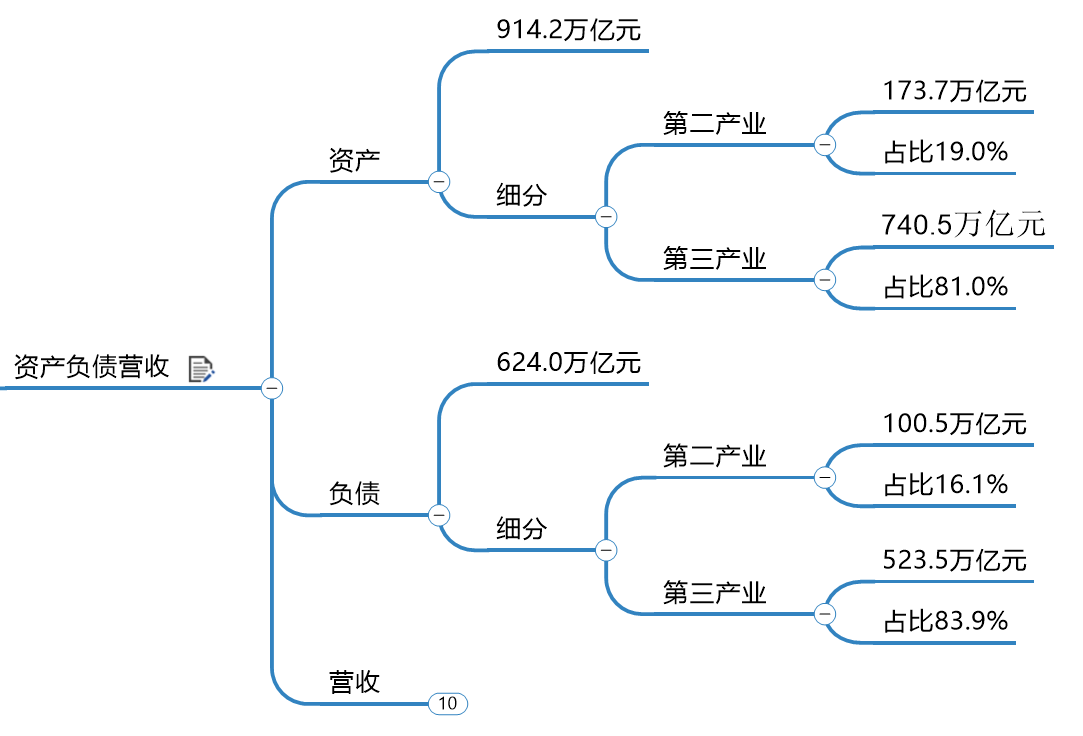 资产负债营收
资产
914.2万亿元
细分
第二产业
173.7万亿元
占比19.0%
第三产业
740.5万亿元
占比81.0%
负债
624.0万亿元
细分
第二产业
100.5万亿元
占比16.1%
第三产业
523.5万亿元
占比83.9%
营收
10